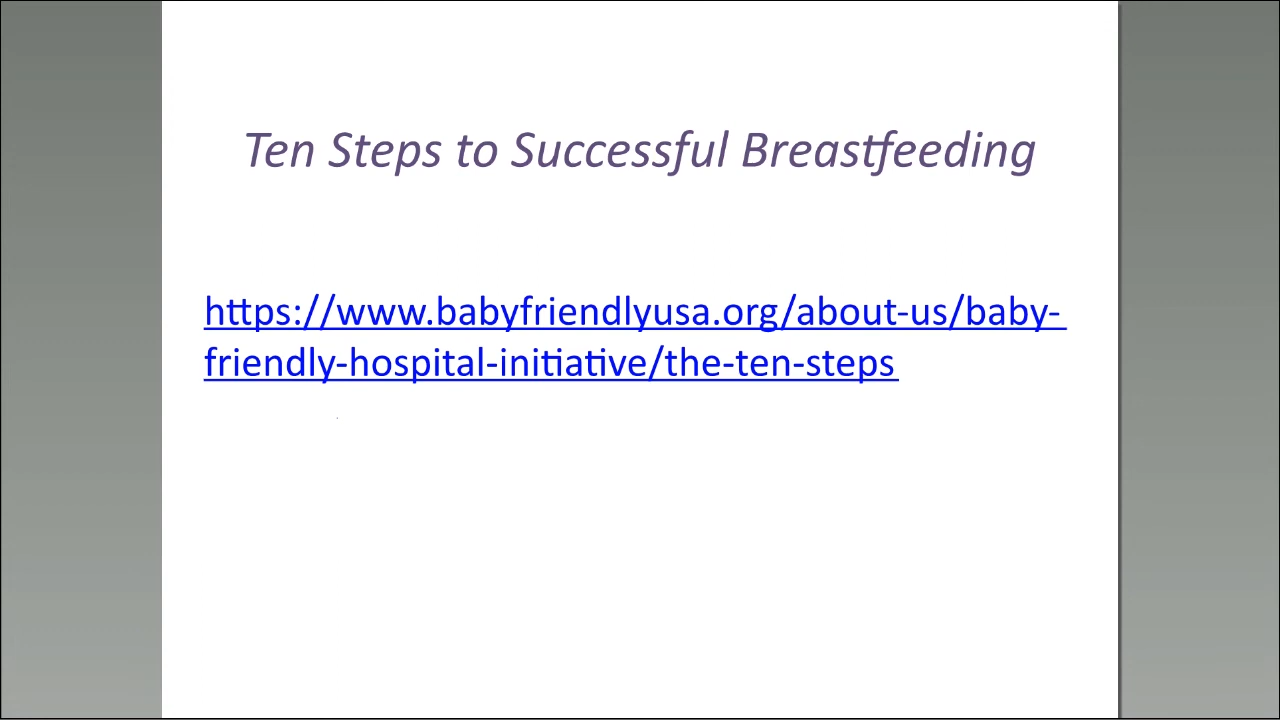 Ten Steps to Successful Breastfeeding
https://www.babyfriendlyusa.org/about-us/baby-
friendly-hospital-initiative/the-ten-steps